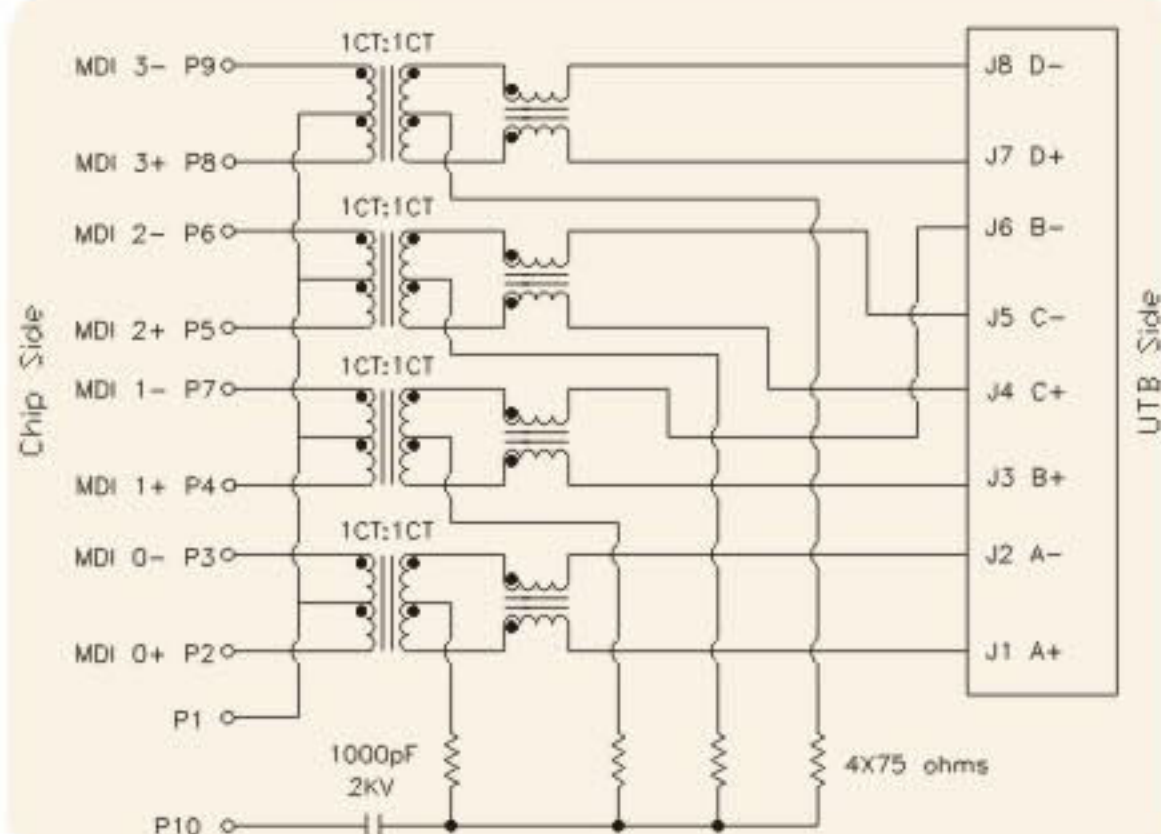 1CT:1CT
MDI 3- P9
J8 D-
MDI 3+ P8
J7 D+
1CT:1CT
MDI 2- P6
J6 B-
J5 C-
MDI 2+ P5
1CT:1CT
MDI 1- P7
J4 C+
MDI 1+ P4
J3 B+
1CT:1CT
MDI 0- P3
J2 A-
MDI 0+ P2
J1 A+
P1
1000pF
2KV
4X75 ohms
P10
Chip Side
UTB Side